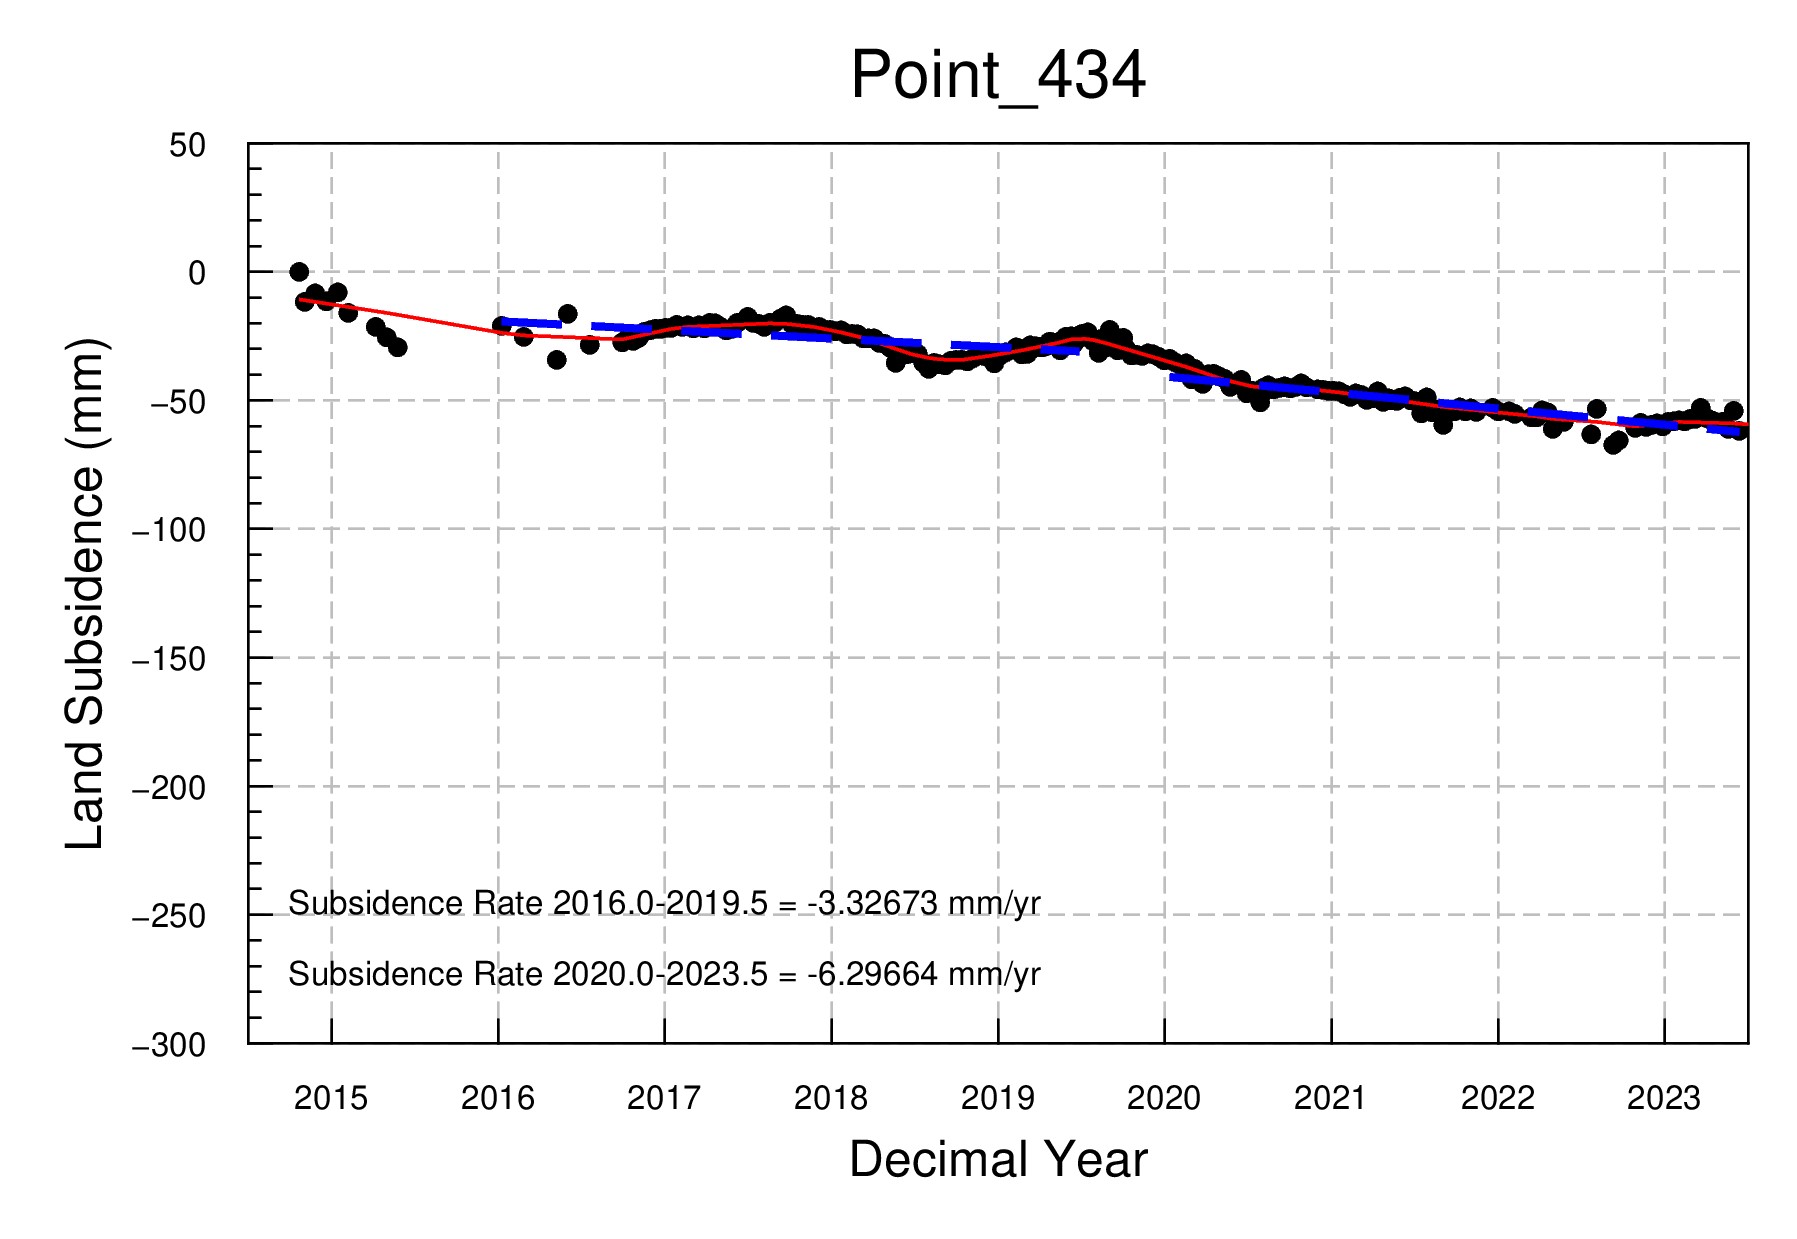 Point_434
50
0
−50
−100
−150
−200
−250
−300
Land Subsidence (mm)
Subsidence Rate 2016.0-2019.5 = -3.32673 mm/yr
Subsidence Rate 2020.0-2023.5 = -6.29664 mm/yr
2015 2016 2017 2018 2019 2020 2021 2022 2023
Decimal Year